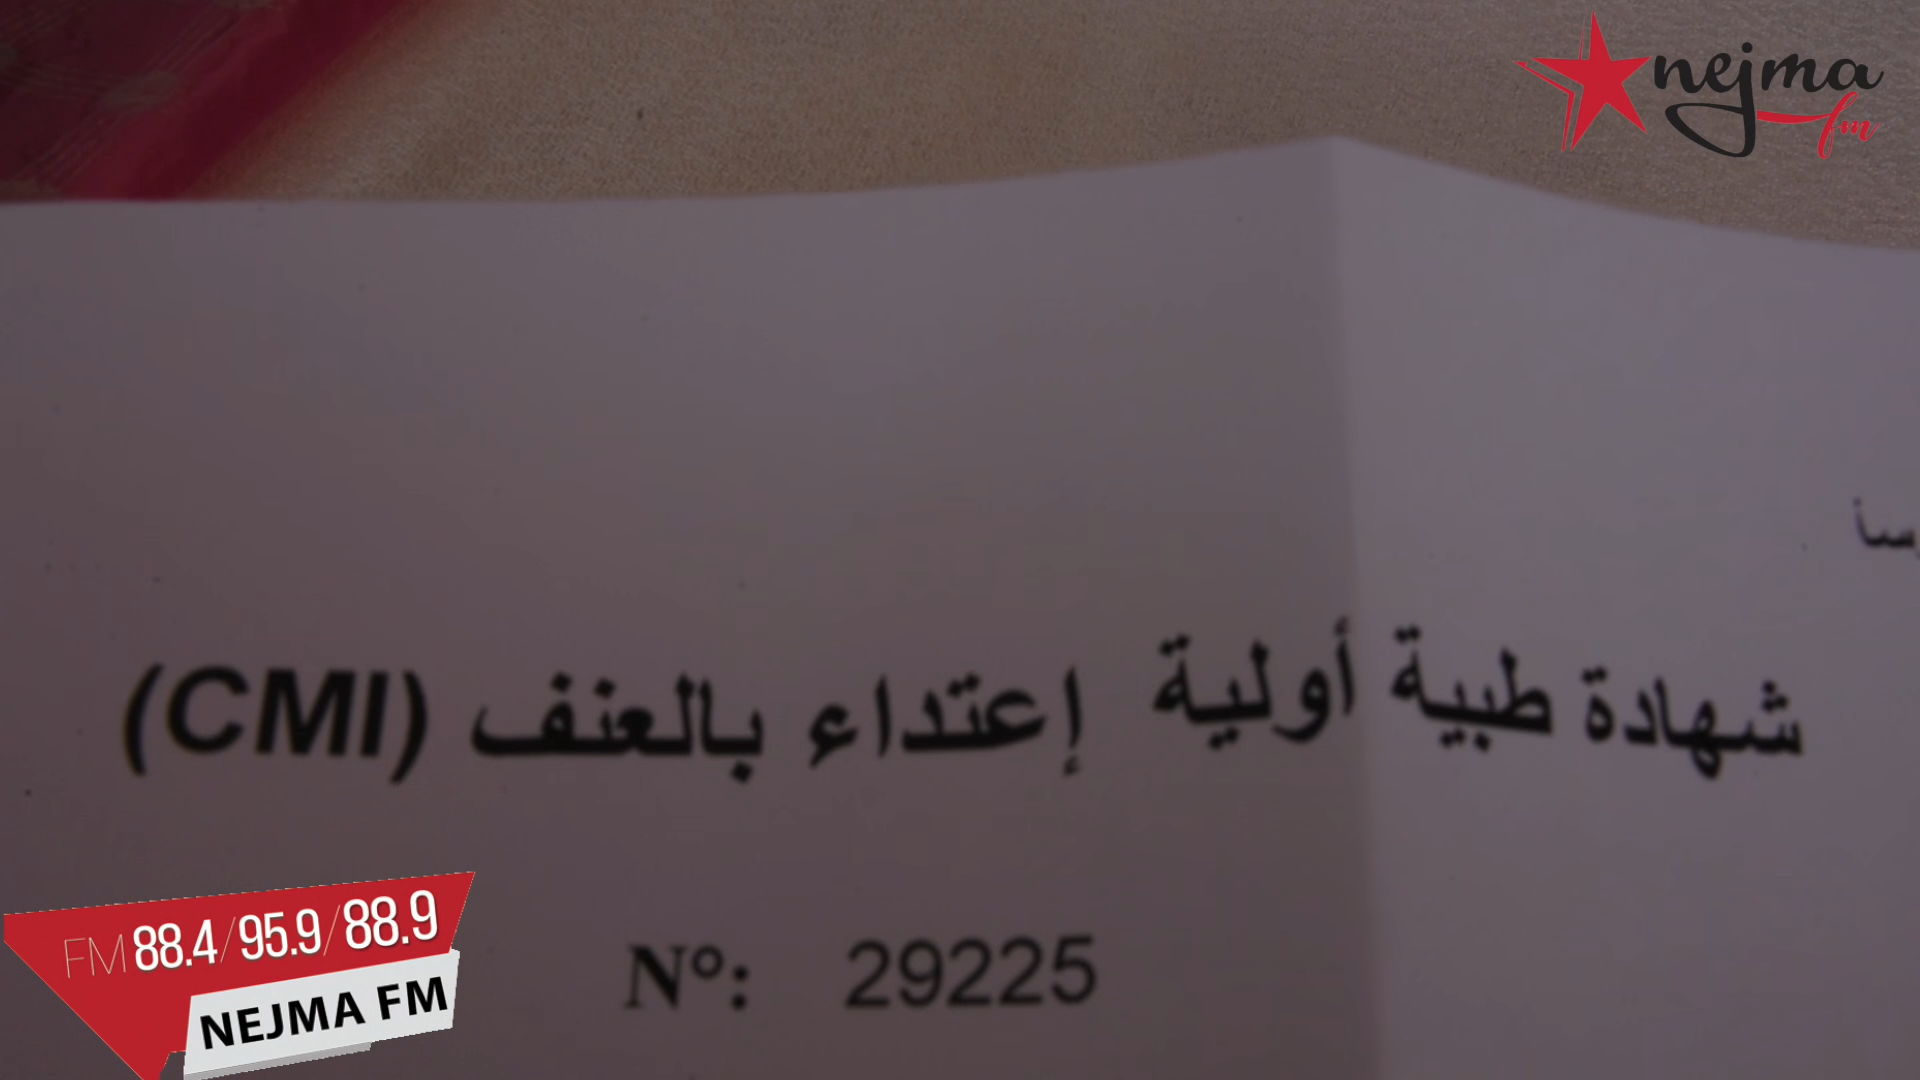 nejma
fm
شهادة طبية أولية إعتداء بالعنف (CMI)
N°: 29225
FM 88.4/95.9/88.9
NEJMA FM